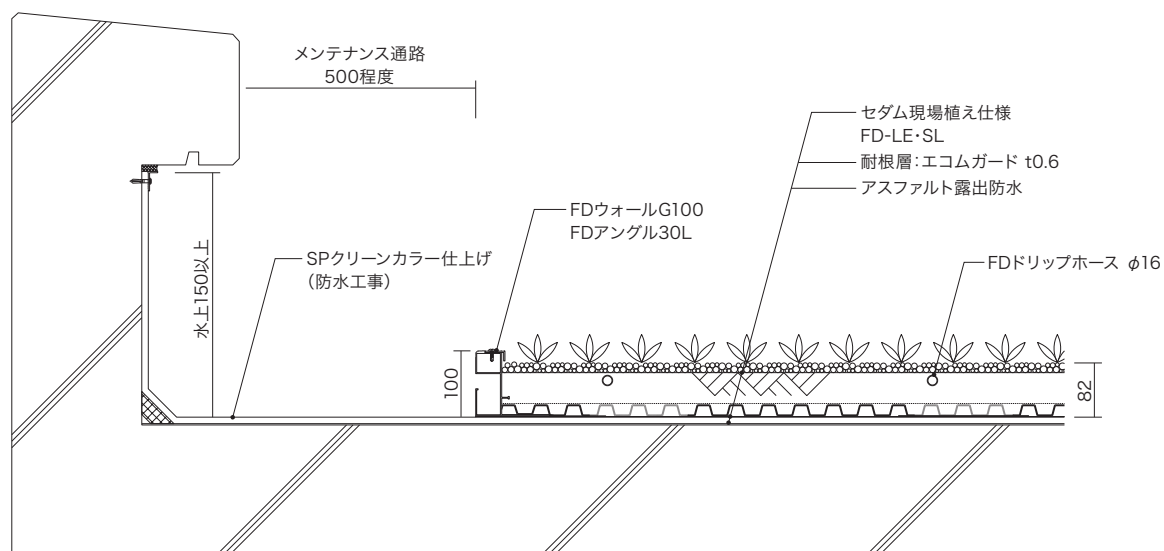 メンテナンス通路
500程度
セダム現場植え仕様
FD-LE・SL
耐根層：エコムガード t0.6
アスファルト露出防水
FDウォールG100
FDアングル30L
SPクリーンカラー仕上げ
（防水工事）
水上150以上
FDドリップホース φ16
100
82